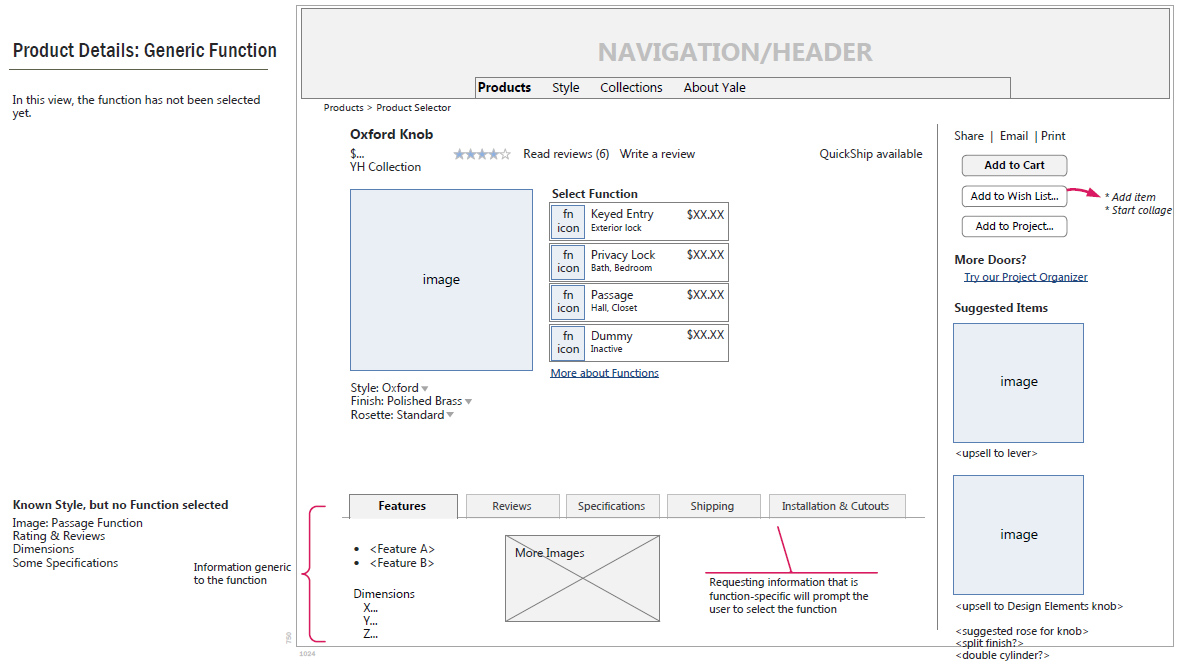 Product Details: Generic Function
In this view, the function has not been selected
yet.
NAVIGATION/HEADER
Products Style Collections About Yale
Products > Product Selector
Oxford Knob
$...
YH Collection
Read reviews (6) Write a review
QuickShip available
Share | Email | Print
Add to Cart
Add to Wish List...
* Add item
* Start collage
Add to Project...
More Doors?
Try our Project Organizer
Suggested Items
image
<upsell to lever>
image
<upsell to Design Elements knob>
<suggested rose for knob>
<split finish?>
<double cylinder?>
image
Select Function
fn
icon
Keyed Entry $XX.XX
Exterior lock
fn
icon
Privacy Lock $XX.XX
Bath, Bedroom
fn
icon
Passage $XX.XX
Hall, Closet
fn
icon
Dummy $XX.XX
Inactive
More about Functions
Style: Oxford
Finish: Polished Brass
Rosette: Standard
Known Style, but no Function selected
Image: Passage Function
Rating & Reviews
Dimensions
Some Specifications
Information generic
to the function
Features Reviews Specifications Shipping Installation & Cutouts
• <Feature A>
• <Feature B>
Dimensions
X...
Y...
Z...
More Images
Requesting information that is
function-specific will prompt the
user to select the function
750
1024